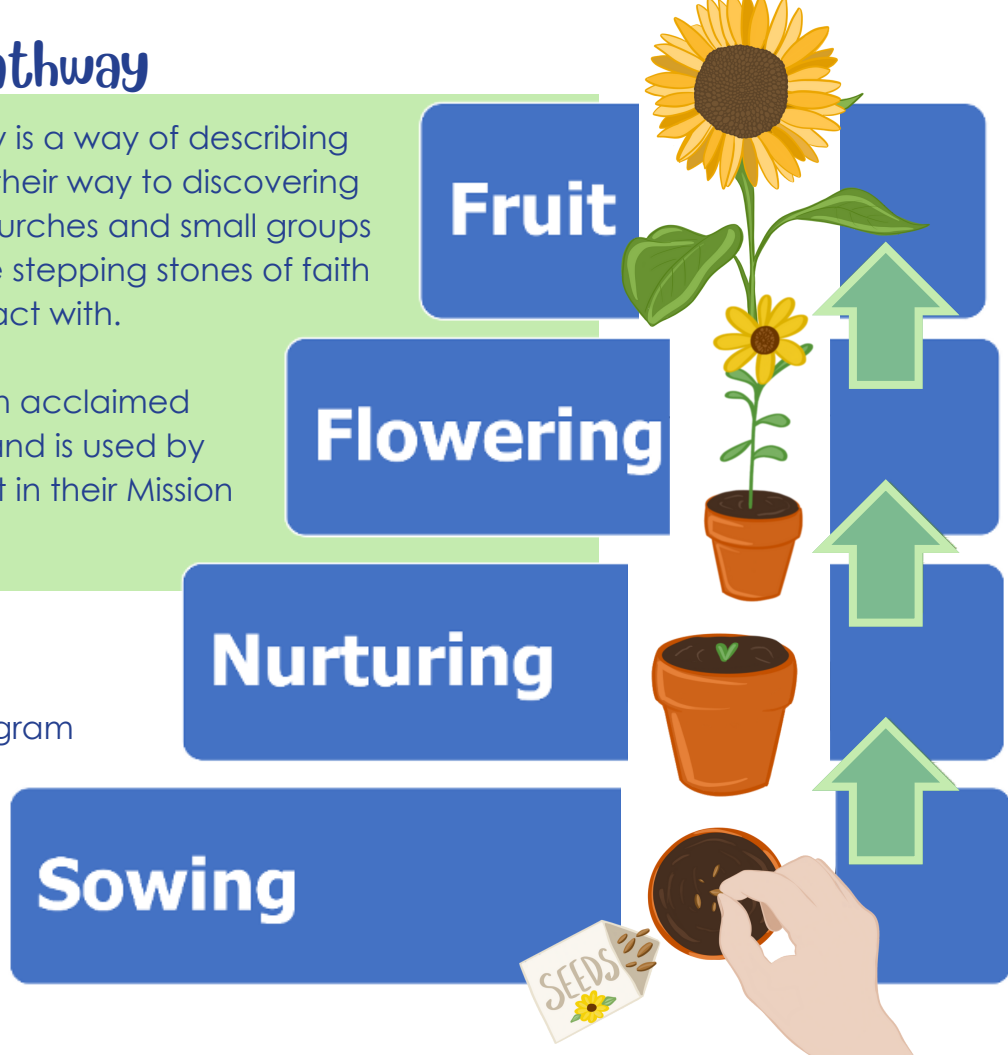 thway
is a way of describing
their way to discovering
urches and small groups
stepping stones of faith
act with.
acclaimed
and is used by
t in their Mission
gram
Fruit
Flowering
Nurturing
Sowing
SEEDS